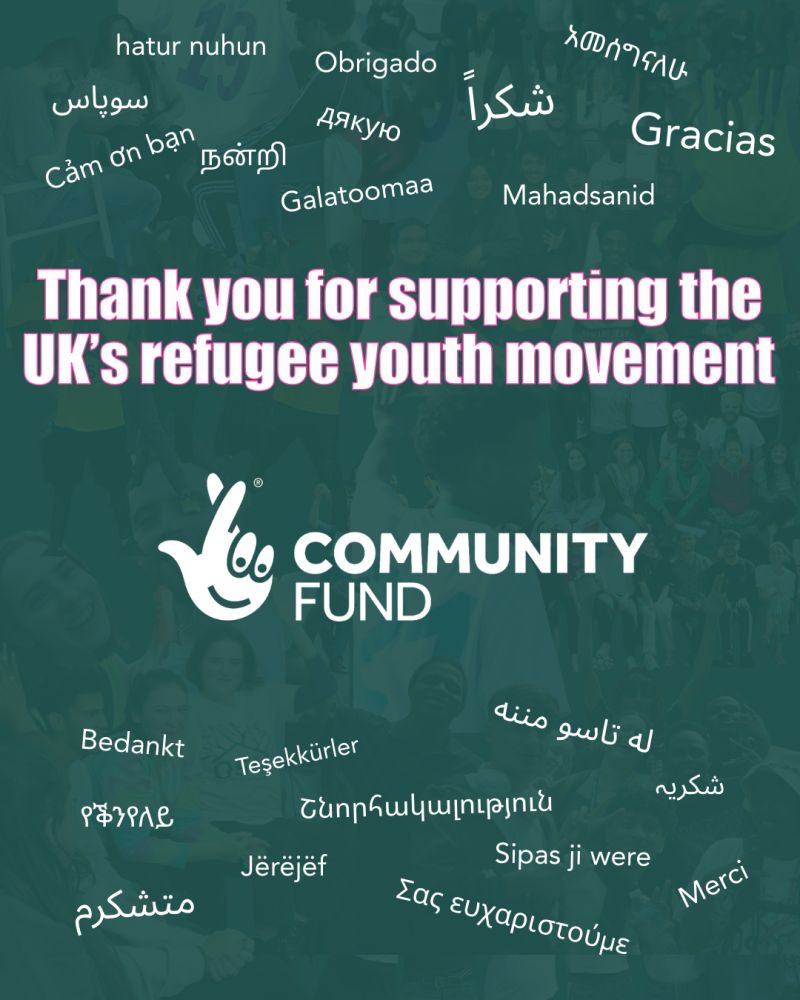 hatur nuhun
Obrigado
አመሰግናለሁ
سوپاس
дякую
شكراً
Gracias
Cảm ơn bạn
நன்றி
Galatoomaa
Mahadsanid
Thank you for supporting the
UK's refugee youth movement
®
COMMUNITY
FUND
له تاسو مننه
Bedankt
Teşekkürler
شکریہ
የቐንየለይ
Շնորհակալություն
Jërëjëf
Sipas ji were
Merci
متشکرم
Σας ευχαριστούμε